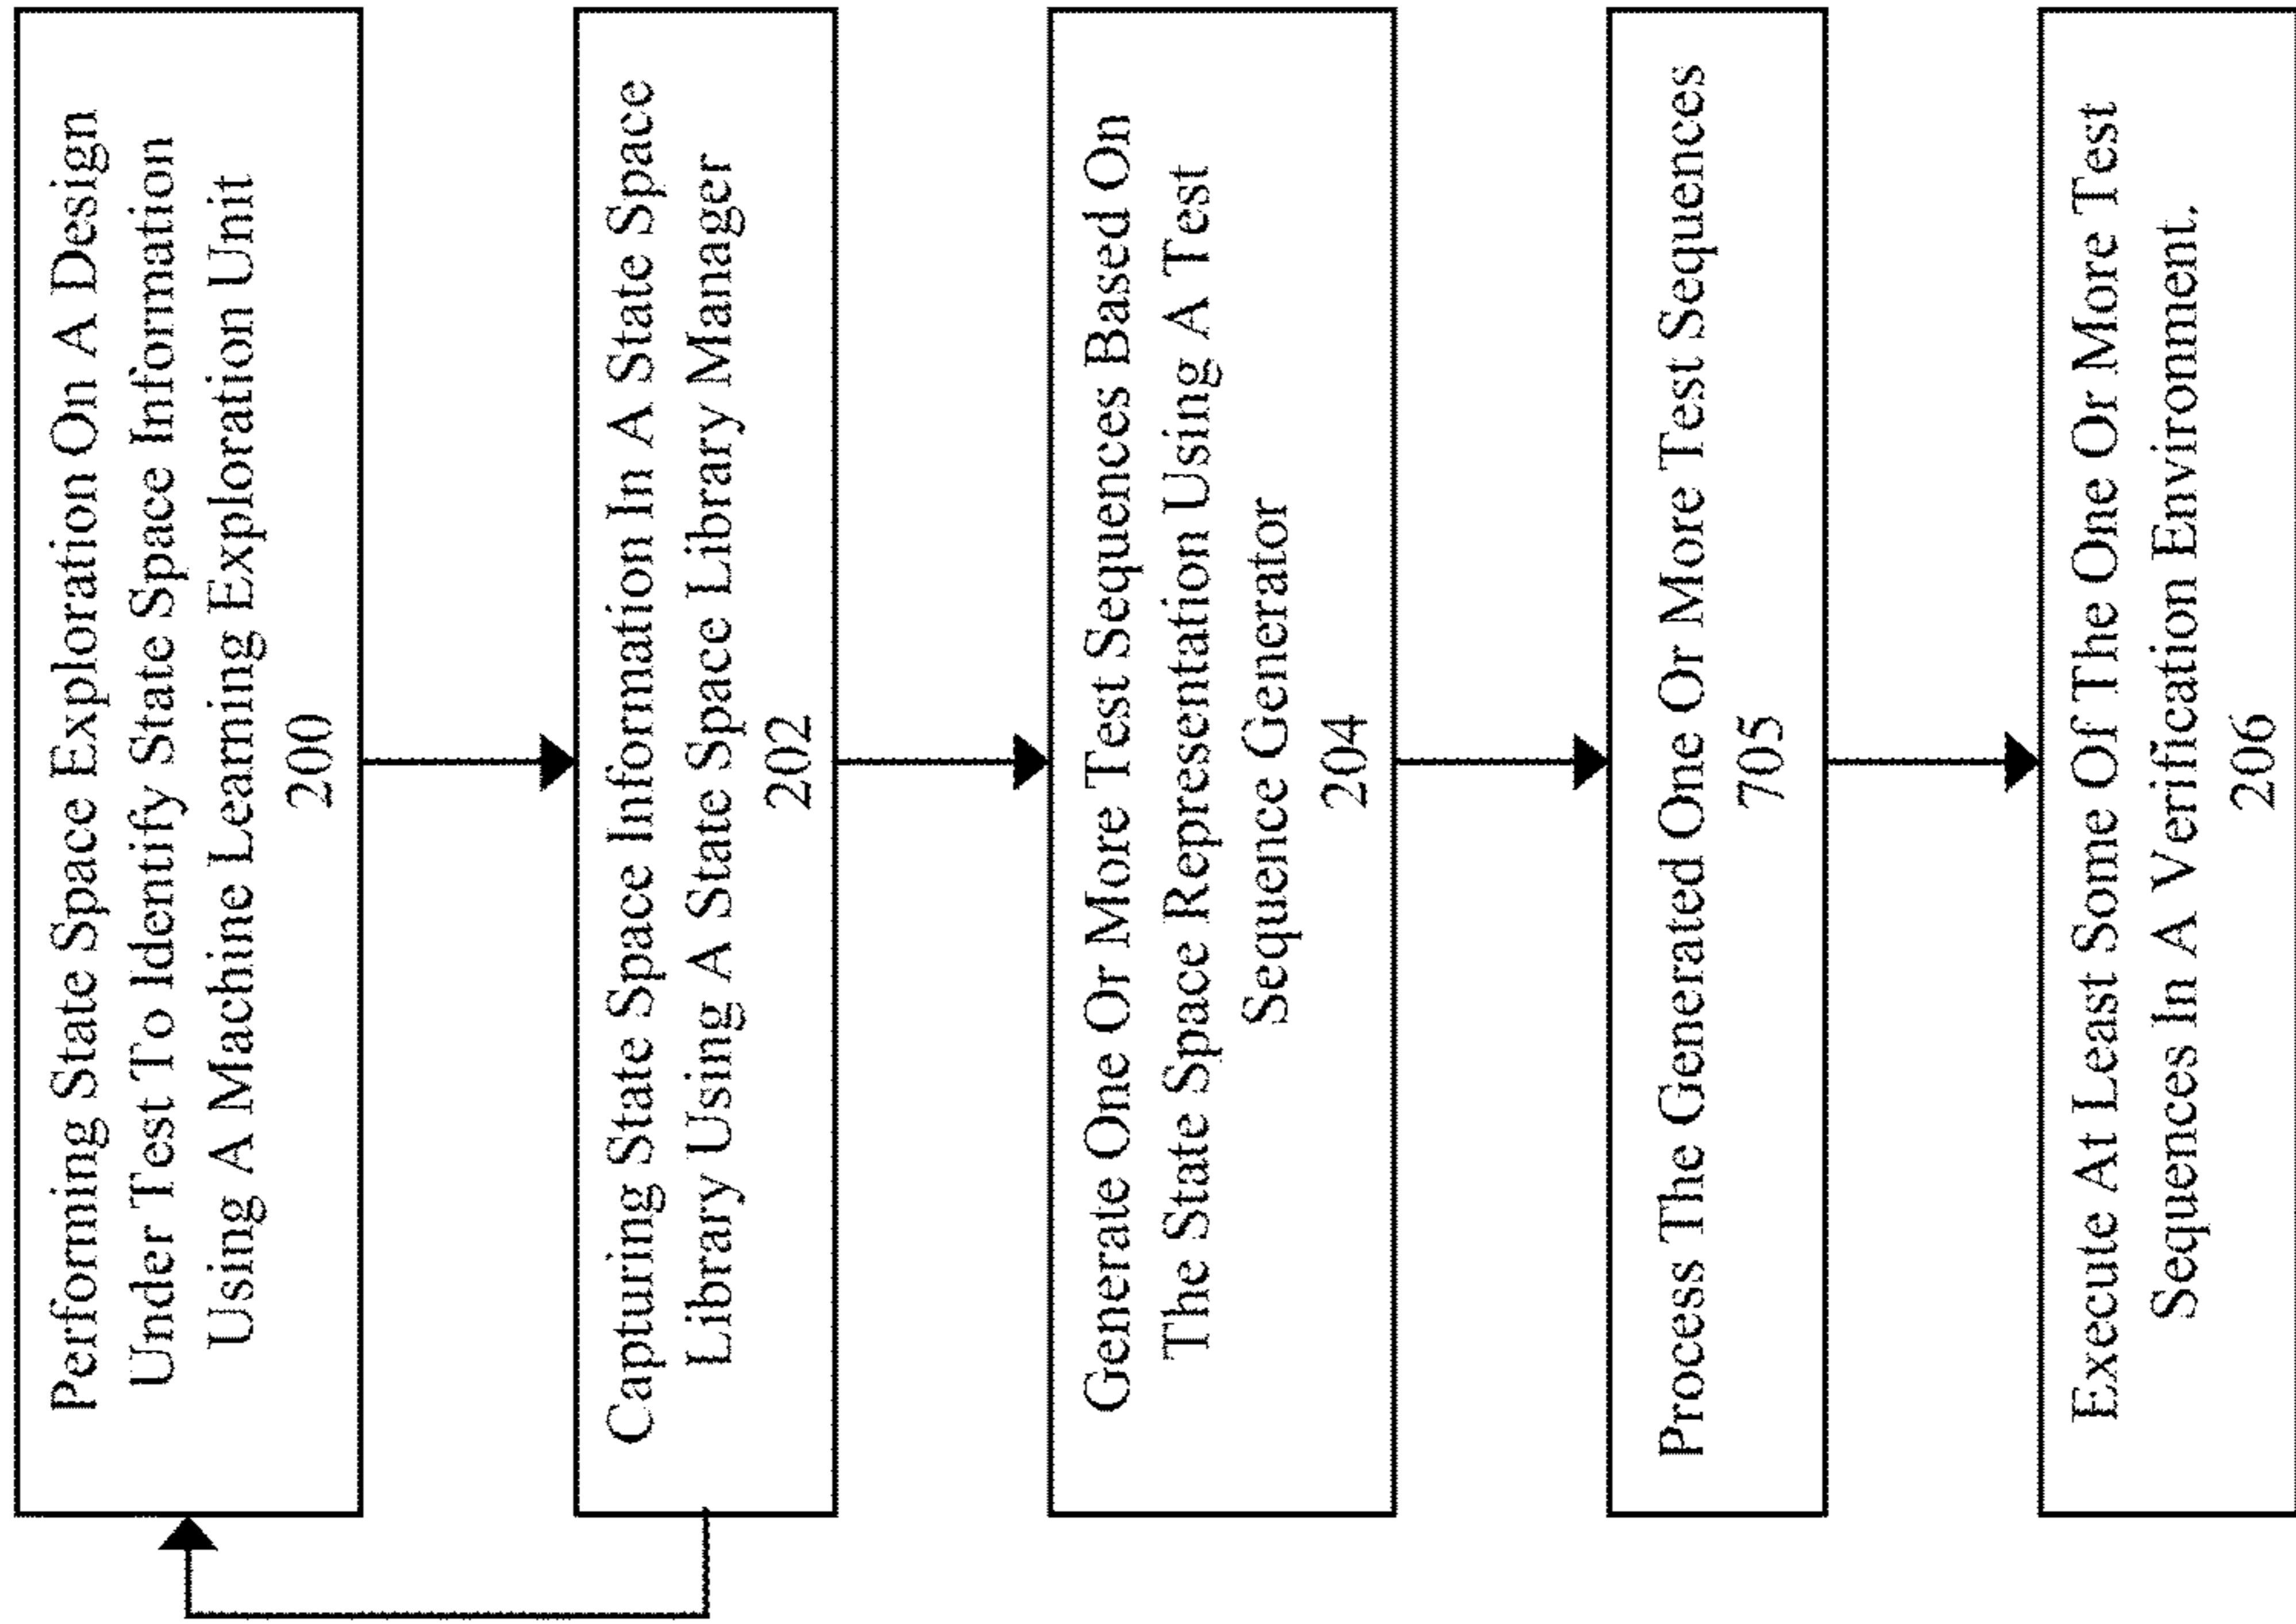 Performing State Space Exploration On A Design
Under Test To Identify State Space Information
Using A Machine Learning Exploration Unit
200
Capturing State Space Information In A State Space
Library Using A State Space Library Manager
202
Generate One Or More Test Sequences Based On
The State Space Representation Using A Test
Sequence Generator
204
Process The Generated One Or More Test Sequences
705
Execute At Least Some Of The One Or More Test
Sequences In A Verification Environment.
206